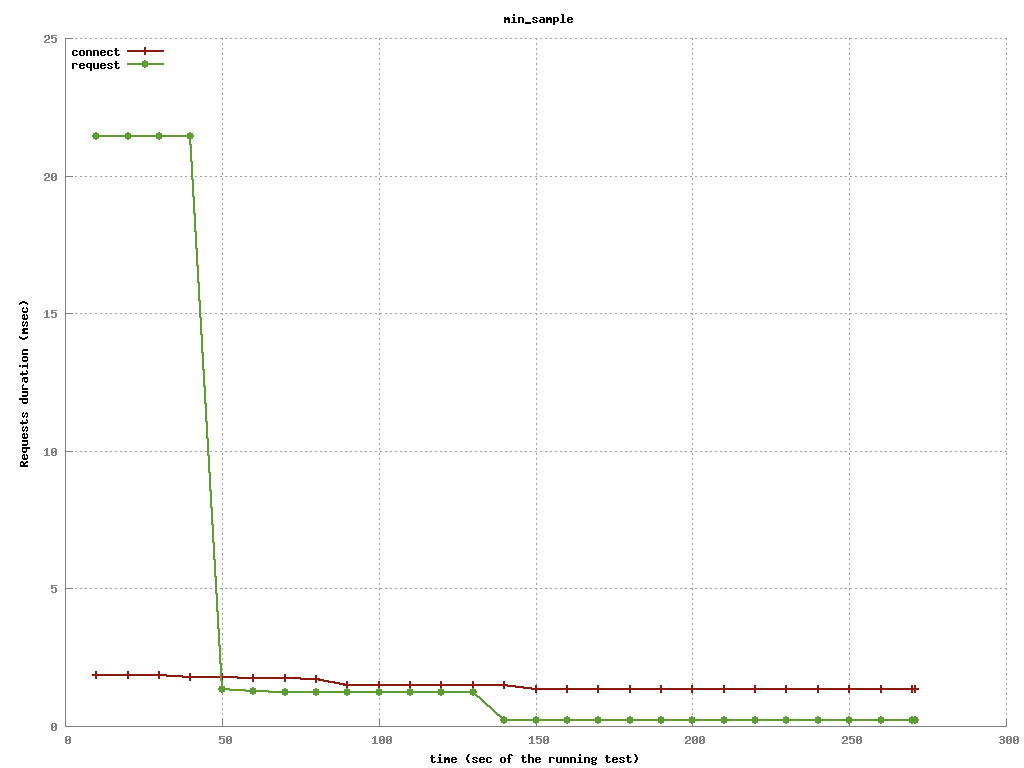 min_sample
connect
request
25
20
15
10
5
0
Requests duration (msec)
0 50 100 150 200 250 300
time (sec of the running test)